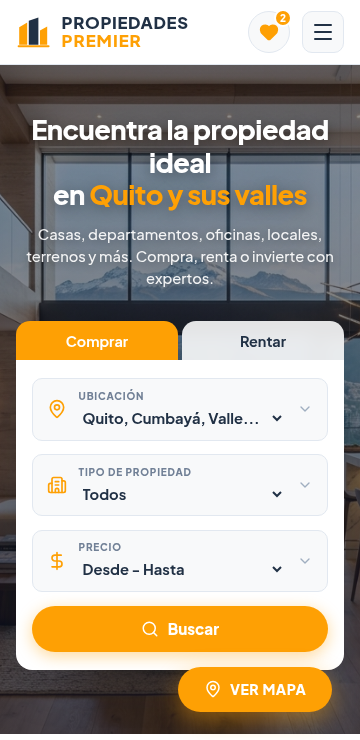 PROPIEDADES
PREMIER
2
Encuentra la propiedad
ideal
en Quito y sus valles
Casas, departamentos, oficinas, locales,
terrenos y más. Compra, renta o invierte con
expertos.
Comprar
Rentar
UBICACIÓN
Quito, Cumbayá, Valle...
TIPO DE PROPIEDAD
Todos
PRECIO
Desde - Hasta
Buscar
VER MAPA